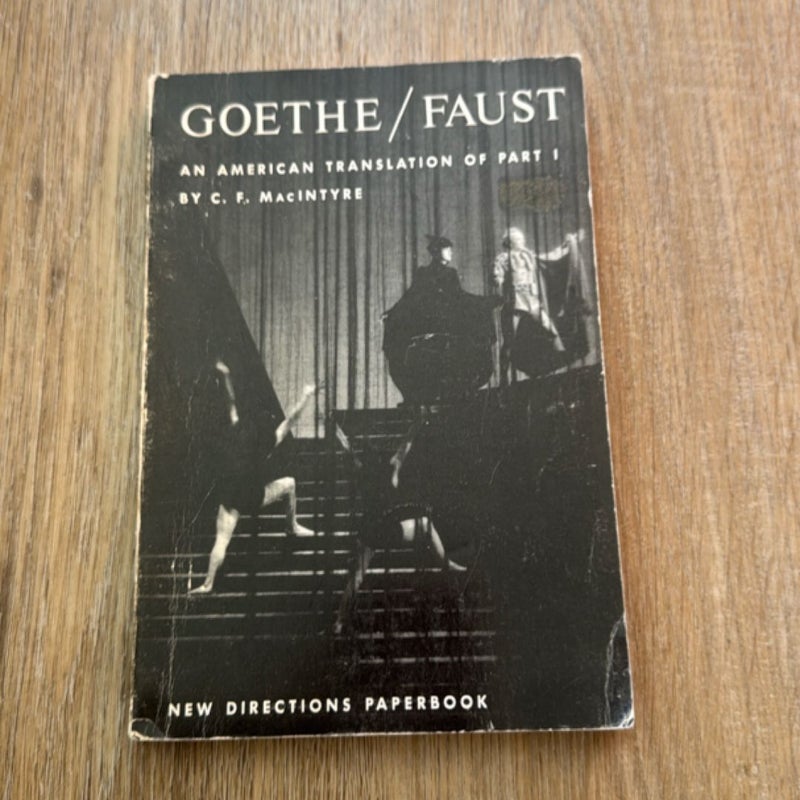 GOETHE / FAUST
AN AMERICAN TRANSLATION OF PART I
BY C. F. MACINTYRE
NEW DIRECTIONS PAPERBOOK